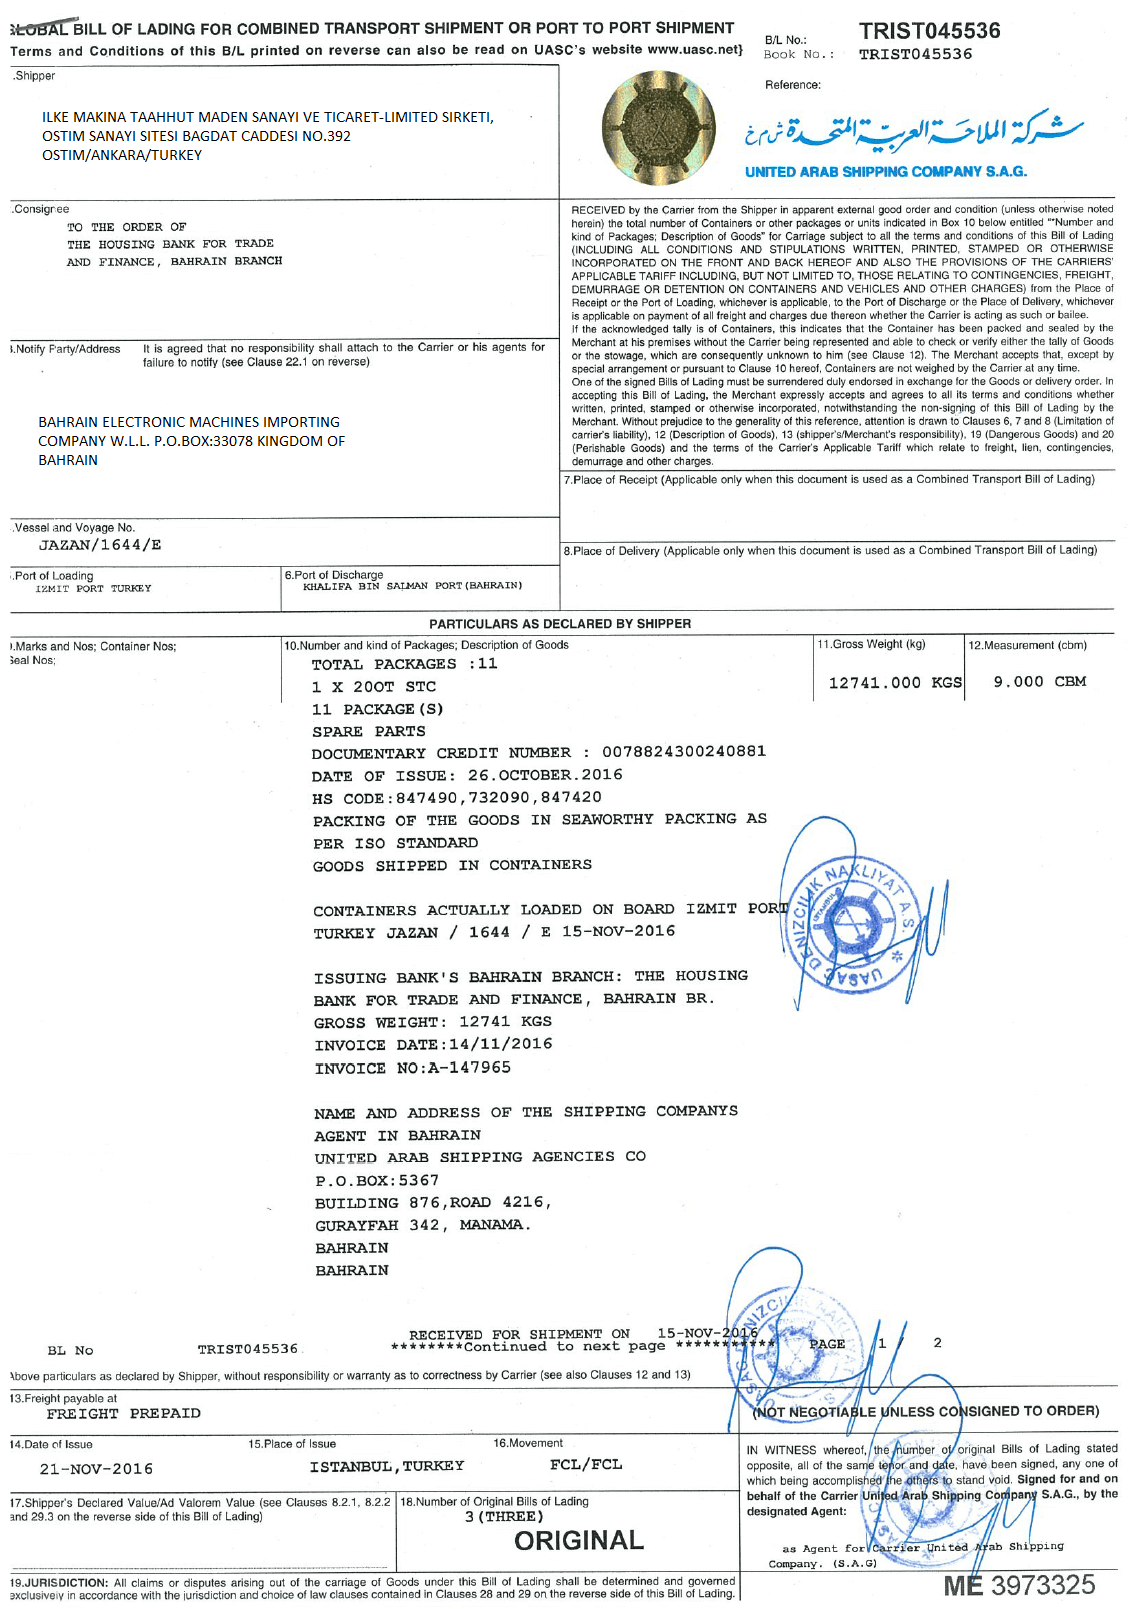 GLOBAL BILL OF LADING FOR COMBINED TRANSPORT SHIPMENT OR PORT TO PORT SHIPMENT
Terms and Conditions of this B/L printed on reverse can also be read on UASC's website www.uasc.net}
B/L No.: TRIST045536
Book No.: TRIST045536
Reference:
.Shipper
ILKE MAKINA TAAHHUT MADEN SANAYI VE TICARET-LIMITED SIRKETI,
OSTIM SANAYI SITESI BAGDAT CADDESI NO.392
OSTIM/ANKARA/TURKEY
شركة الملاحة العربية المتحدة ش م ع
UNITED ARAB SHIPPING COMPANY S.A.G.
.Consignee
TO THE ORDER OF
THE HOUSING BANK FOR TRADE
AND FINANCE, BAHRAIN BRANCH
RECEIVED by the Carrier from the Shipper in apparent external good order and condition (unless otherwise noted
herein) the total number of Containers or other packages or units indicated in Box 10 below entitled "“Number and
kind of Packages; Description of Goods” for Carriage subject to all the terms and conditions of this Bill of Lading
(INCLUDING ALL CONDITIONS AND STIPULATIONS WRITTEN, PRINTED, STAMPED OR OTHERWISE
INCORPORATED ON THE FRONT AND BACK HEREOF AND ALSO THE PROVISIONS OF THE CARRIERS'
APPLICABLE TARIFF INCLUDING, BUT NOT LIMITED TO, THOSE RELATING TO CONTINGENCIES, FREIGHT,
DEMURRAGE OR DETENTION ON CONTAINERS AND VEHICLES AND OTHER CHARGES) from the Place of
Receipt or the Port of Loading, whichever is applicable, to the Port of Discharge or the Place of Delivery, whichever
is applicable on payment of all freight and charges due thereon whether the Carrier is acting as such or bailee.
If the acknowledged tally is of Containers, this indicates that the Container has been packed and sealed by the
Merchant at his premises without the Carrier being represented and able to check or verify either the tally of Goods
or the stowage, which are consequently unknown to him (see Clause 12). The Merchant accepts that, except by
special arrangement or pursuant to Clause 10 hereof, Containers are not weighed by the Carrier at any time.
One of the signed Bills of Lading must be surrendered duly endorsed in exchange for the Goods or delivery order. In
accepting this Bill of Lading, the Merchant expressly accepts and agrees to all its terms and conditions whether
written, printed, stamped or otherwise incorporated, notwithstanding the non-signing of this Bill of Lading by the
Merchant. Without prejudice to the generality of this reference, attention is drawn to Clauses 6, 7 and 8 (Limitation of
carrier's liability), 12 (Description of Goods), 13 (shipper's/Merchant's responsibility), 19 (Dangerous Goods) and 20
(Perishable Goods) and the terms of the Carrier's Applicable Tariff which relate to freight, lien, contingencies,
demurrage and other charges.
.Notify Party/Address It is agreed that no responsibility shall attach to the Carrier or his agents for
failure to notify (see Clause 22.1 on reverse)
BAHRAIN ELECTRONIC MACHINES IMPORTING
COMPANY W.L.L. P.O.BOX:33078 KINGDOM OF
BAHRAIN
7.Place of Receipt (Applicable only when this document is used as a Combined Transport Bill of Lading)
.Vessel and Voyage No.
JAZAN/1644/E
8.Place of Delivery (Applicable only when this document is used as a Combined Transport Bill of Lading)
.Port of Loading
IZMIT PORT TURKEY
6.Port of Discharge
KHALIFA BIN SALMAN PORT(BAHRAIN)
PARTICULARS AS DECLARED BY SHIPPER
.Marks and Nos; Container Nos;
Seal Nos;
10.Number and kind of Packages; Description of Goods
11.Gross Weight (kg)
12.Measurement (cbm)
TOTAL PACKAGES :11
12741.000 KGS
9.000 CBM
1 X 20OT STC
11 PACKAGE(S)
SPARE PARTS
DOCUMENTARY CREDIT NUMBER : 0078824300240881
DATE OF ISSUE: 26.OCTOBER.2016
HS CODE:847490,732090,847420
PACKING OF THE GOODS IN SEAWORTHY PACKING AS
PER ISO STANDARD
GOODS SHIPPED IN CONTAINERS
CONTAINERS ACTUALLY LOADED ON BOARD IZMIT PORT
TURKEY JAZAN / 1644 / E 15-NOV-2016
UASAC DENIZCILIK NAKLIYAT A.S.
ISTANBUL
ISSUING BANK'S BAHRAIN BRANCH: THE HOUSING
BANK FOR TRADE AND FINANCE, BAHRAIN BR.
GROSS WEIGHT: 12741 KGS
INVOICE DATE:14/11/2016
INVOICE NO:A-147965
NAME AND ADDRESS OF THE SHIPPING COMPANYS
AGENT IN BAHRAIN
UNITED ARAB SHIPPING AGENCIES CO
P.O.BOX:5367
BUILDING 876,ROAD 4216,
GURAYFAH 342, MANAMA.
BAHRAIN
BAHRAIN
RECEIVED FOR SHIPMENT ON 15-NOV-2016
BL No TRIST045536 ********Continued to next page *********** PAGE 1 / 2
Above particulars as declared by Shipper, without responsibility or warranty as to correctness by Carrier (see also Clauses 12 and 13)
13.Freight payable at
FREIGHT PREPAID
(NOT NEGOTIABLE UNLESS CONSIGNED TO ORDER)
14.Date of Issue
21-NOV-2016
15.Place of Issue
ISTANBUL,TURKEY
16.Movement
FCL/FCL
IN WITNESS whereof, the number of original Bills of Lading stated
opposite, all of the same tenor and date, have been signed, any one of
which being accomplished the others to stand void. Signed for and on
behalf of the Carrier United Arab Shipping Company S.A.G., by the
designated Agent:
17.Shipper's Declared Value/Ad Valorem Value (see Clauses 8.2.1, 8.2.2
and 29.3 on the reverse side of this Bill of Lading)
18.Number of Original Bills of Lading
3(THREE)
ORIGINAL
as Agent for Carrier United Arab Shipping
Company. (S.A.G)
19.JURISDICTION: All claims or disputes arising out of the carriage of Goods under this Bill of Lading shall be determined and governed
exclusively in accordance with the jurisdiction and choice of law clauses contained in Clauses 28 and 29 on the reverse side of this Bill of Lading.
ME 3973325